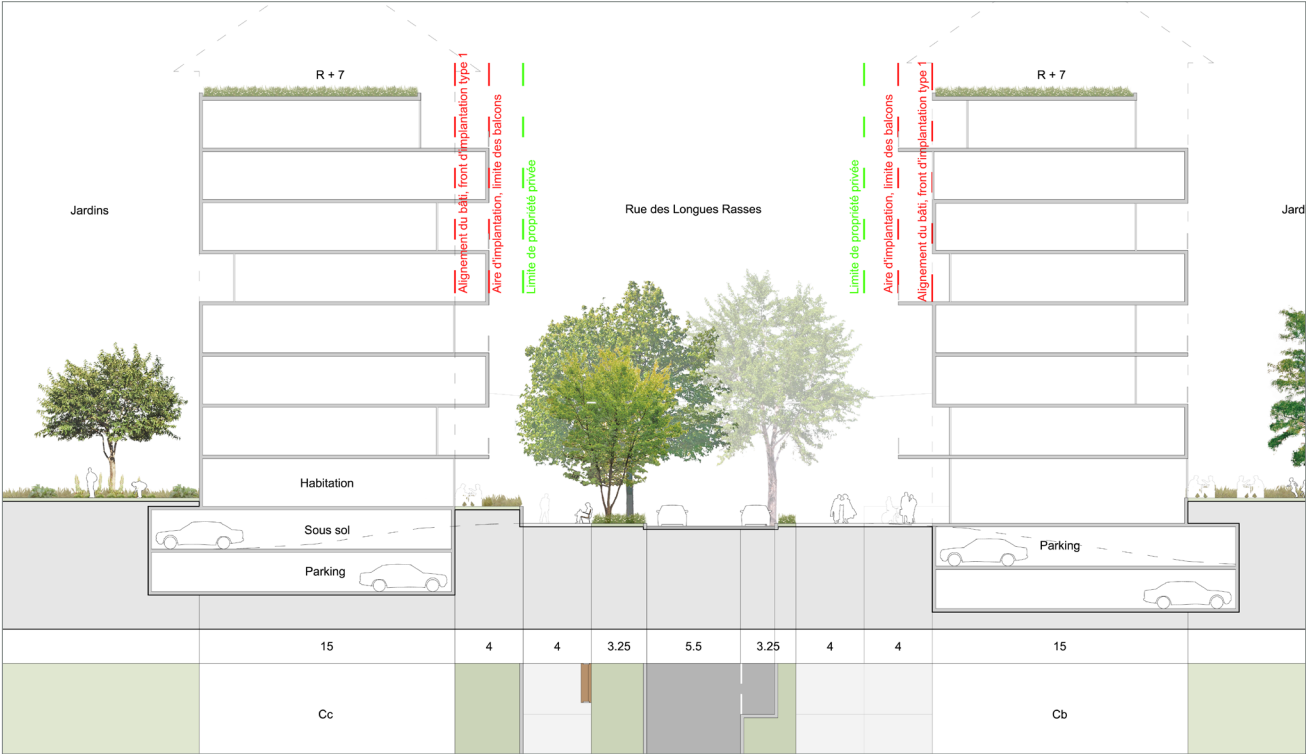 R + 7
R + 7
Alignement du bâti, front d'implantation type 1
Aire d'implantation, limite des balcons
Limite de propriété privée
Limite de propriété privée
Aire d'implantation, limite des balcons
Alignement du bâti, front d'implantation type 1
Jardins
Rue des Longues Rasses
Jard
Habitation
Sous sol
Parking
Parking
15 4 4 3.25 5.5 3.25 4 4 15
Cc
Cb